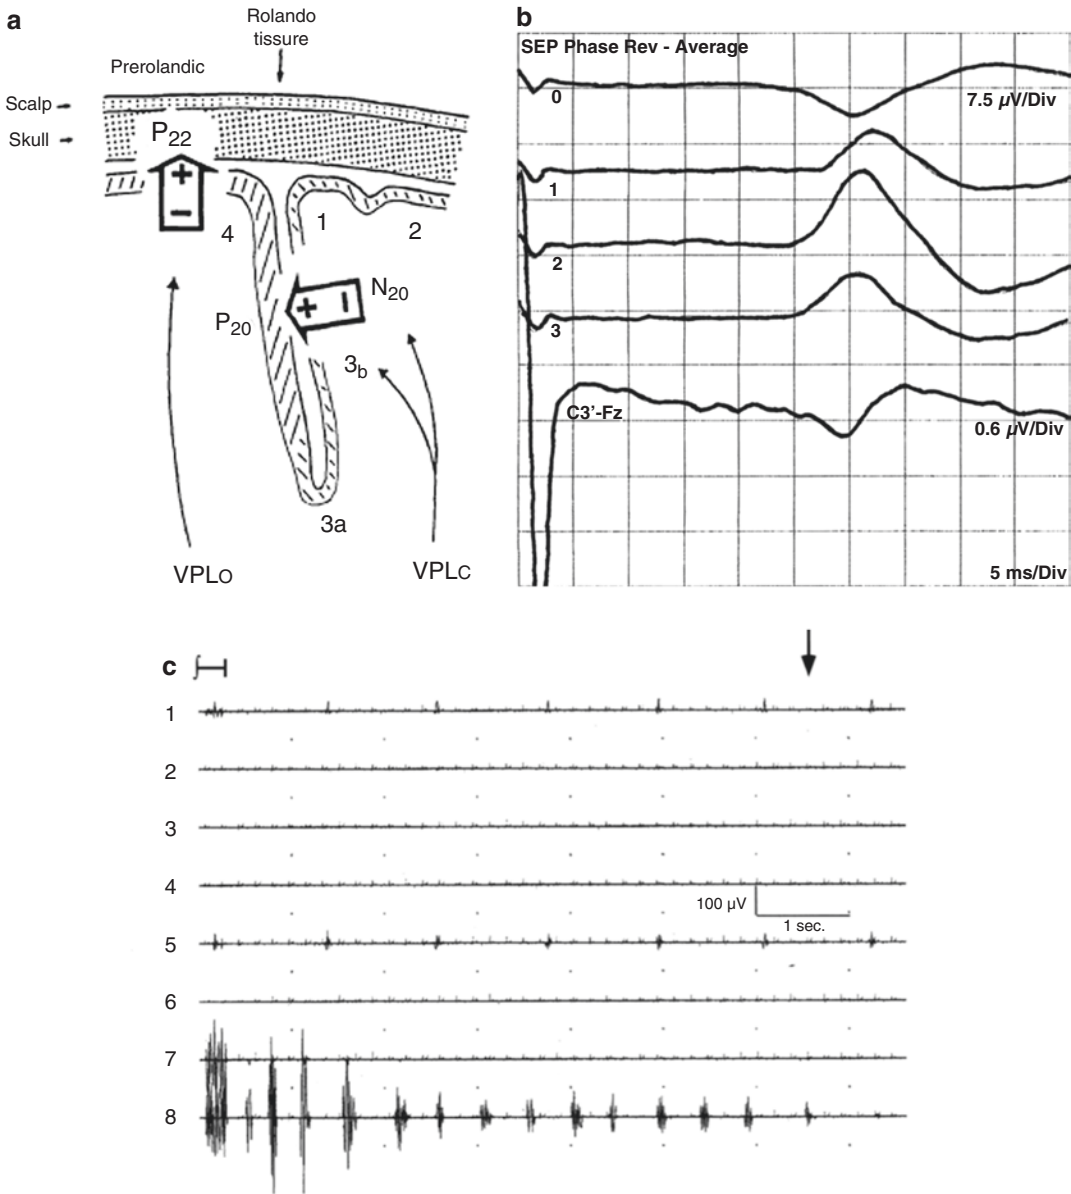 a
Rolando
tissure
Prerolandic
Scalp
Skull
P22
+
−
4
1
2
N20
+ −
P20
3b
3a
VPLO
VPLC
b
SEP Phase Rev - Average
0
7.5 µV/Div
1
2
3
C3'-Fz
0.6 µV/Div
5 ms/Div
c
1
2
3
4
100 µV
1 sec.
5
6
7
8